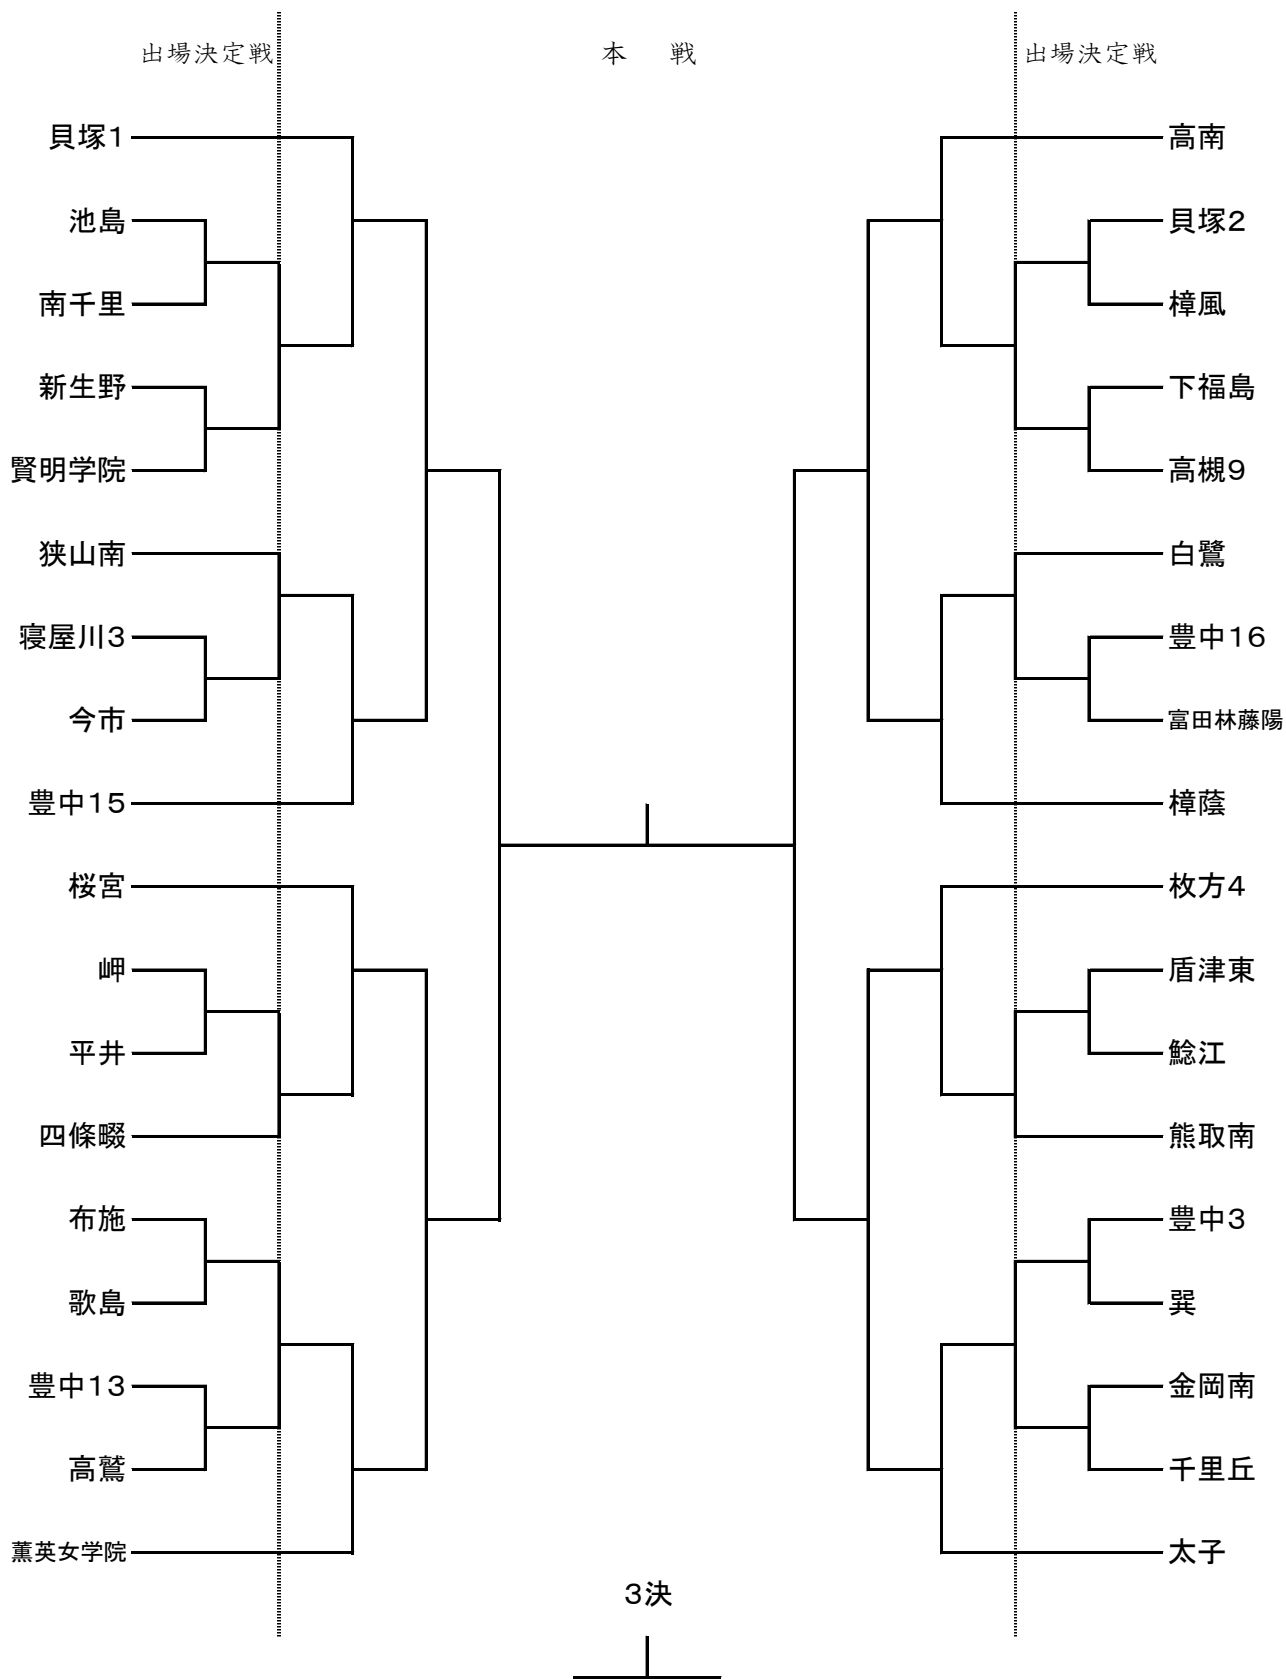 出場決定戦
本 戦
出場決定戦
貝塚1
池島
南千里
新生野
賢明学院
狭山南
寝屋川3
今市
豊中15
桜宮
岬
平井
四條畷
布施
歌島
豊中13
高鷲
薫英女学院
高南
貝塚2
樟風
下福島
高槻9
白鷺
豊中16
富田林藤陽
樟蔭
枚方4
盾津東
鯰江
熊取南
豊中3
巽
金岡南
千里丘
太子
3決